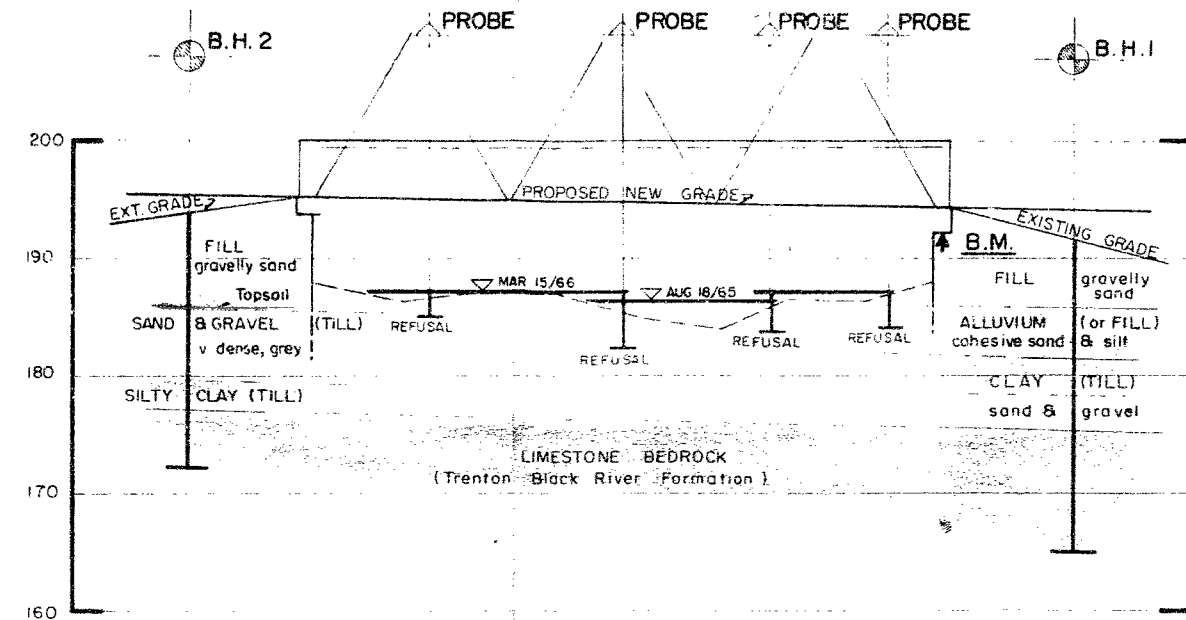 PROBE PROBE PROBE PROBE
B.H.2 B.H.1
200
PROPOSED NEW GRADE
EXT. GRADE
EXISTING GRADE
190
FILL
gravelly sand
B.M.
FILL gravelly
sand
MAR 15/66
AUG 18/65
Topsoil
SAND & GRAVEL (TILL)
v dense, grey
REFUSAL
REFUSAL
REFUSAL
REFUSAL
ALLUVIUM (or FILL)
cohesive sand & silt
180
SILTY CLAY (TILL)
CLAY (TILL)
sand & gravel
LIMESTONE BEDROCK
(Trenton Black River Formation)
170
160